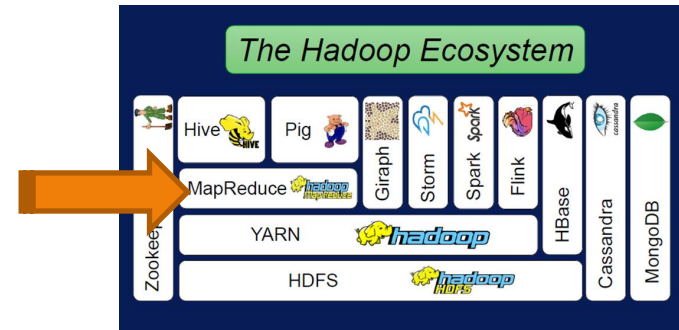 The Hadoop Ecosystem
Zookeep
Hive
HIVE
Pig
Giraph
Storm
Spark
Spark
Flink
HBase
Cassandra
cassandra
MongoDB
MapReduce
hadoop
MapReduce
YARN
hadoop
HDFS
hadoop
HDFS